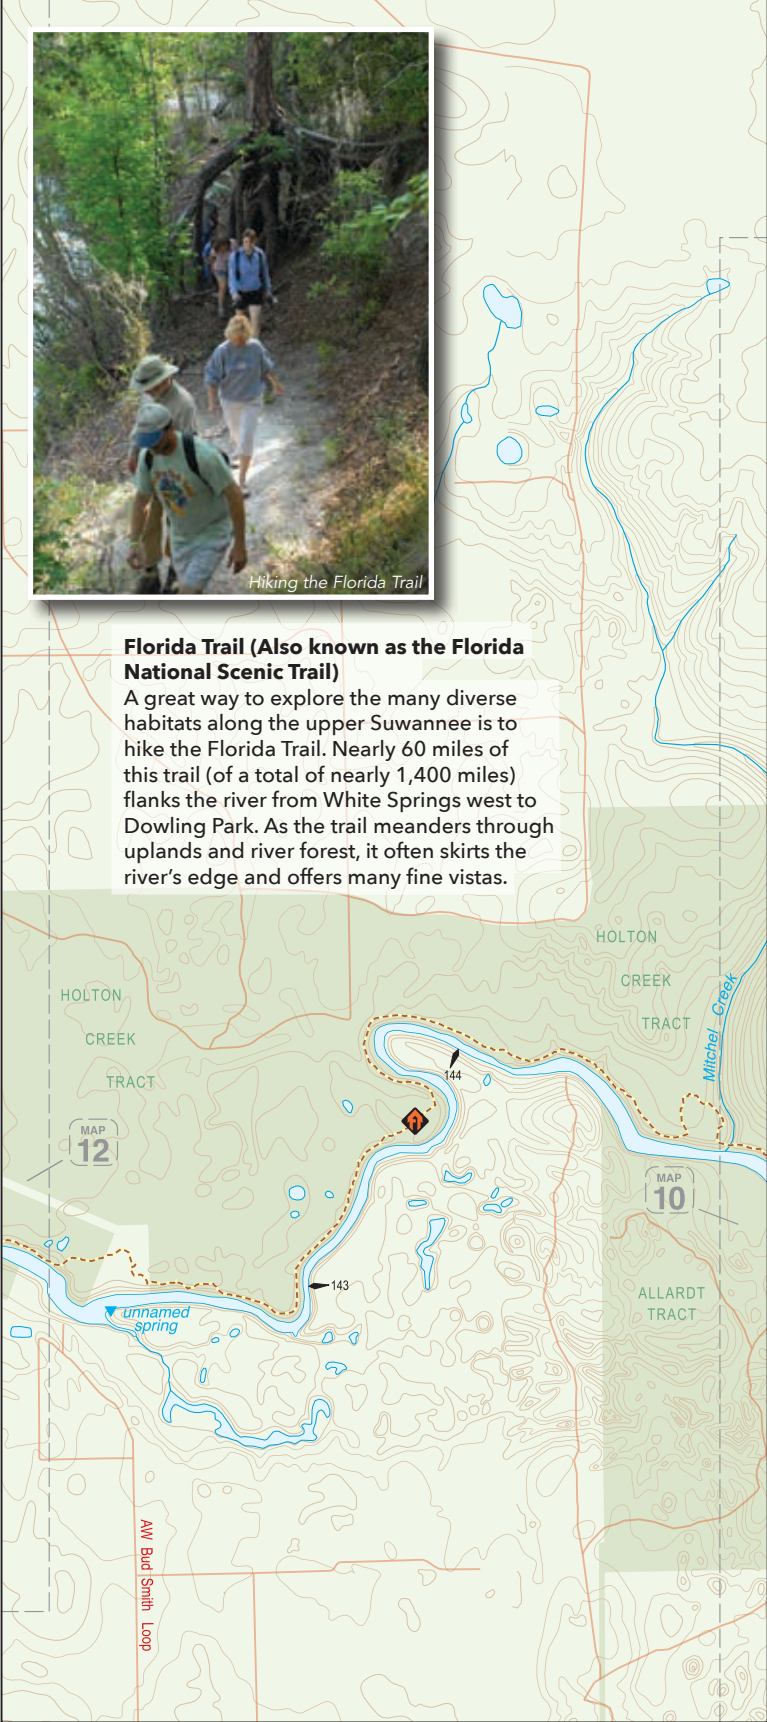 Hiking the Florida Trail
Florida Trail (Also known as the Florida
National Scenic Trail)
A great way to explore the many diverse
habitats along the upper Suwannee is to
hike the Florida Trail. Nearly 60 miles of
this trail (of a total of nearly 1,400 miles)
flanks the river from White Springs west to
Dowling Park. As the trail meanders through
uplands and river forest, it often skirts the
river’s edge and offers many fine vistas.
HOLTON
CREEK
TRACT
HOLTON
CREEK
TRACT
Mitchel Creek
144
MAP
12
MAP
10
143
ALLARDT
TRACT
unnamed
spring
AW Bud Smith Loop